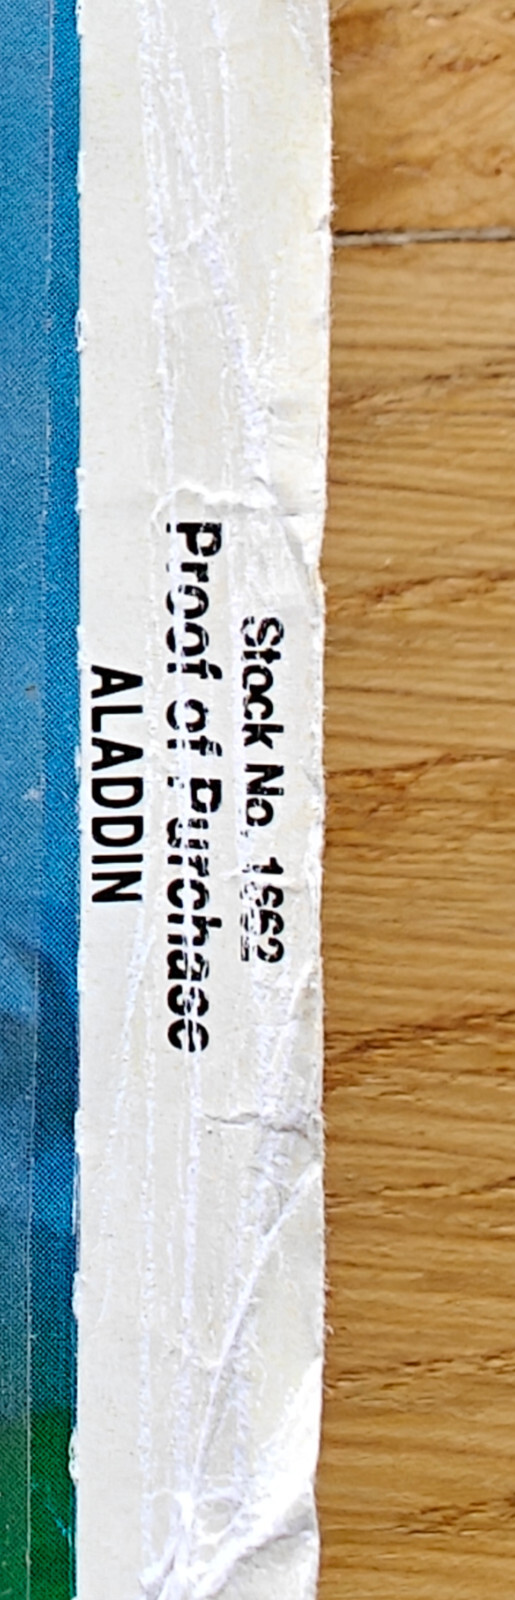 Stock No. 1662
Proof of Purchase
ALADDIN